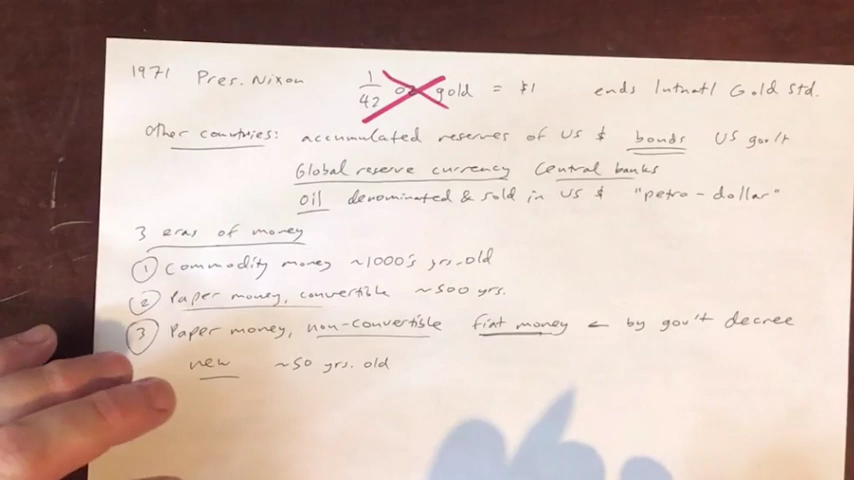 1971 Pres. Nixon 1/42 oz gold = $1 ends Intnat'l Gold Std.
Other countries: accumulated reserves of US $ bonds US gov't
Global reserve currency Central banks
Oil denominated & sold in US $ "petro-dollar"
3 eras of money
① Commodity money ~1000's yrs. old
② Paper money, convertible ~500 yrs.
③ Paper money, non-convertible fiat money ← by gov't decree
new ~50 yrs. old